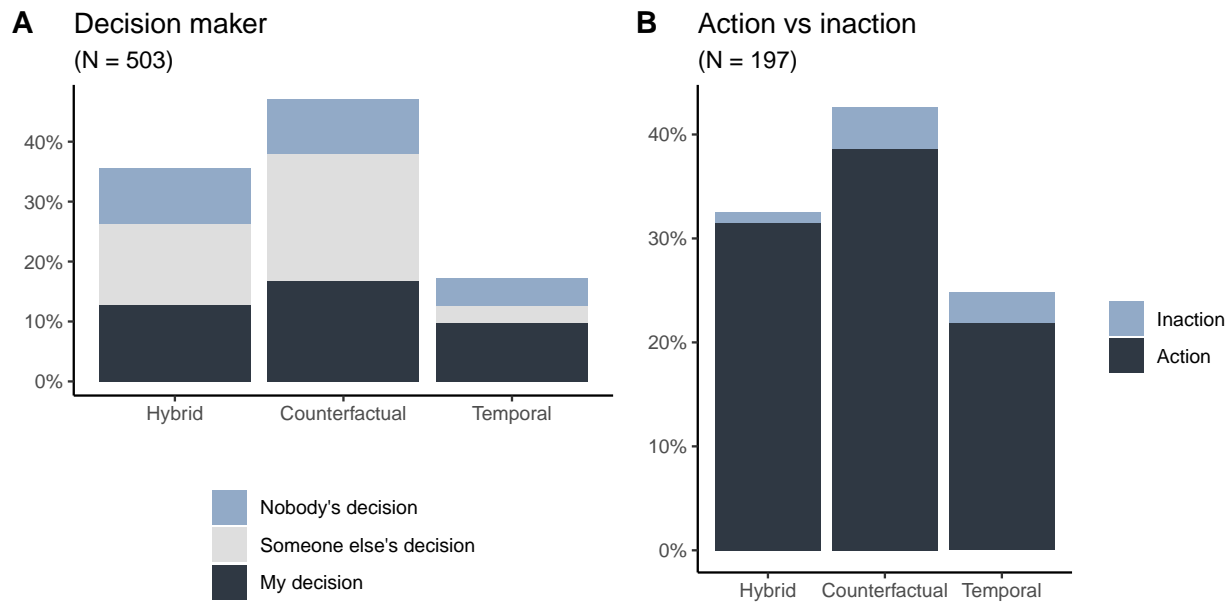 A Decision maker
(N = 503)
40%
30%
20%
10%
0%
Hybrid Counterfactual Temporal
Nobody's decision
Someone else's decision
My decision
B Action vs inaction
(N = 197)
40%
30%
20%
10%
0%
Hybrid Counterfactual Temporal
Inaction
Action